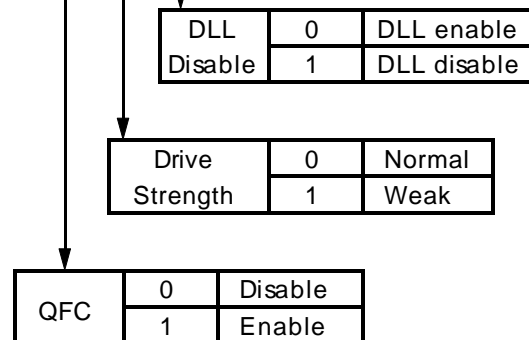 DLL 0 DLL enable
Disable 1 DLL disable
Drive 0 Normal
Strength 1 Weak
QFC 0 Disable
1 Enable